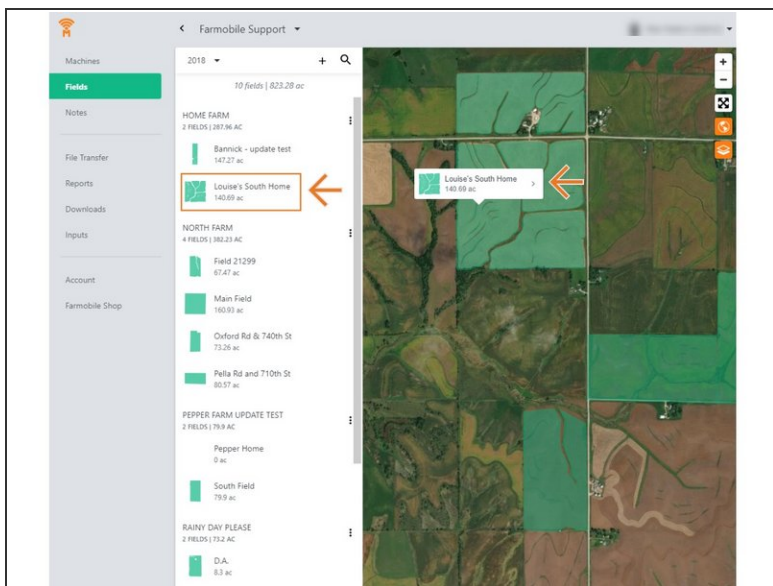 Farmobile Support
Machines
Fields
Notes
File Transfer
Reports
Downloads
Inputs
Account
Farmobile Shop
2018
+
10 fields | 823.28 ac
HOME FARM
2 FIELDS | 287.96 AC
Bannick - update test
147.27 ac
Louise's South Home
140.69 ac
NORTH FARM
4 FIELDS | 382.23 AC
Field 21299
67.47 ac
Main Field
160.93 ac
Oxford Rd & 740th St
73.26 ac
Pella Rd and 710th St
80.57 ac
PEPPER FARM UPDATE TEST
2 FIELDS | 79.9 AC
Pepper Home
0 ac
South Field
79.9 ac
RAINY DAY PLEASE
2 FIELDS | 73.2 AC
D.A.
8.3 ac
Louise's South Home
140.69 ac
+
−